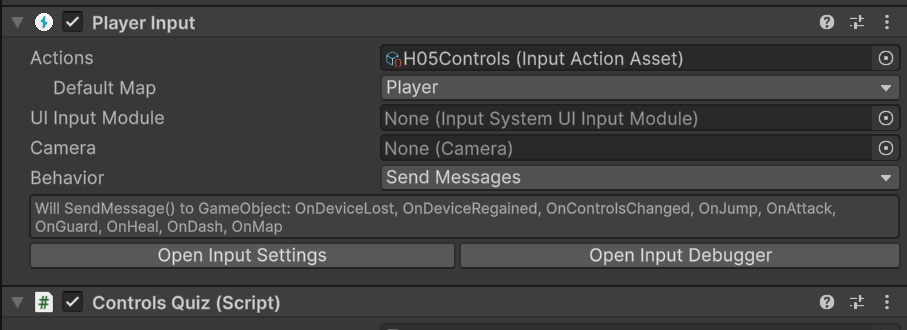 Player Input
Actions H05Controls (Input Action Asset)
Default Map Player
UI Input Module None (Input System UI Input Module)
Camera None (Camera)
Behavior Send Messages
Will SendMessage() to GameObject: OnDeviceLost, OnDeviceRegained, OnControlsChanged, OnJump, OnAttack,
OnGuard, OnHeal, OnDash, OnMap
Open Input Settings Open Input Debugger
# Controls Quiz (Script)